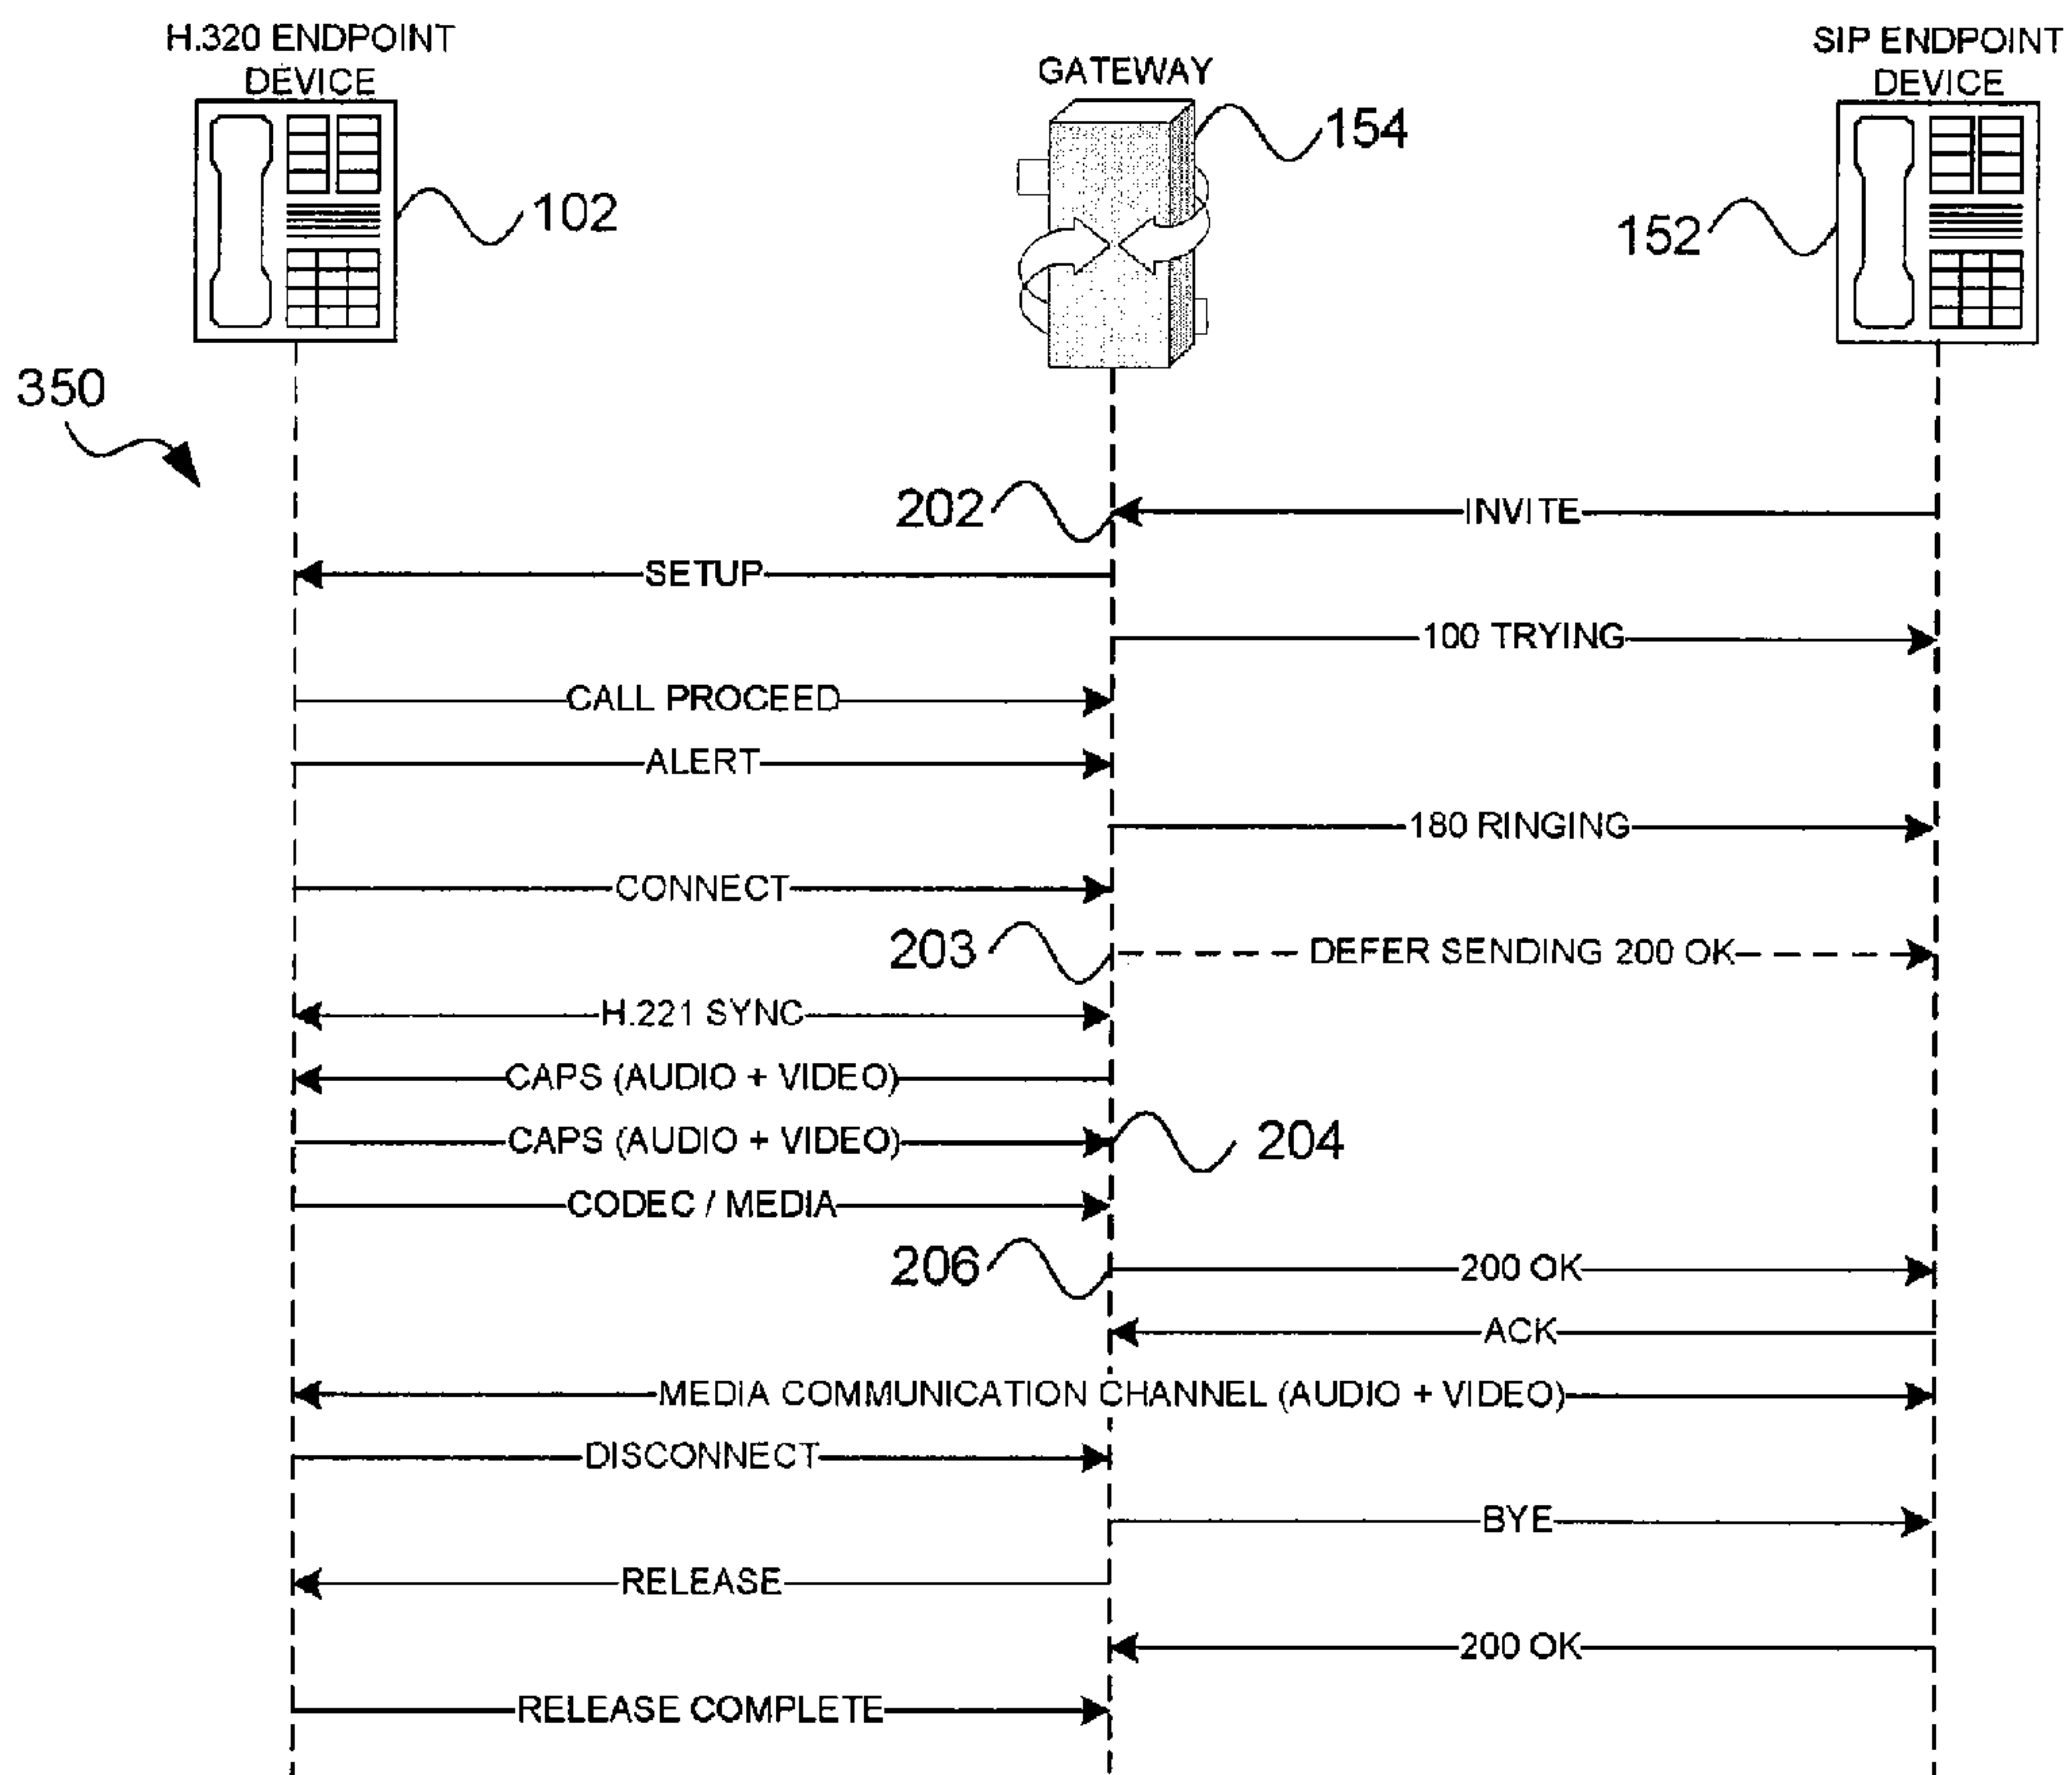 H.320 ENDPOINT
DEVICE
GATEWAY
SIP ENDPOINT
DEVICE
154
102
152
350
202
INVITE
SETUP
100 TRYING
CALL PROCEED
ALERT
180 RINGING
CONNECT
203
DEFER SENDING 200 OK
H.221 SYNC
CAPS (AUDIO + VIDEO)
CAPS (AUDIO + VIDEO)
204
CODEC / MEDIA
206
200 OK
ACK
MEDIA COMMUNICATION CHANNEL (AUDIO + VIDEO)
DISCONNECT
BYE
RELEASE
200 OK
RELEASE COMPLETE